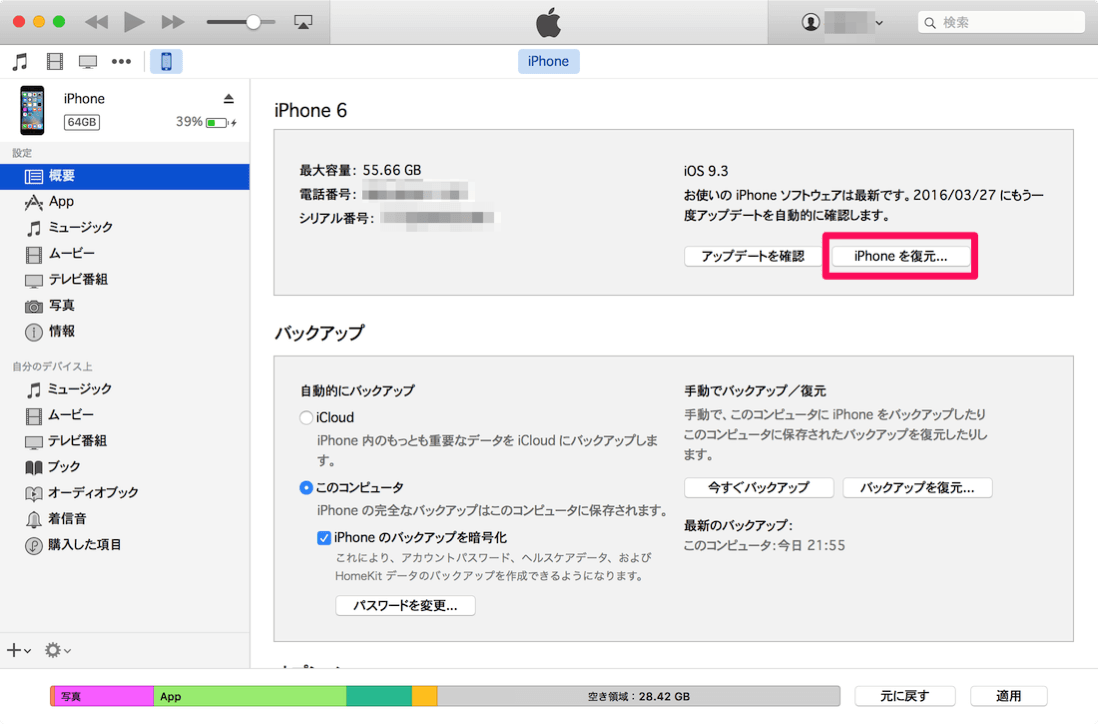 検索
iPhone
iPhone
64GB
39%
設定
概要
App
ミュージック
ムービー
テレビ番組
写真
情報
自分のデバイス上
ミュージック
ムービー
テレビ番組
ブック
オーディオブック
着信音
購入した項目
iPhone 6
最大容量: 55.66 GB
電話番号:
シリアル番号:
iOS 9.3
お使いの iPhone ソフトウェアは最新です。2016/03/27 にもう一
度アップデートを自動的に確認します。
アップデートを確認
iPhone を復元...
バックアップ
自動的にバックアップ
iCloud
iPhone 内のもっとも重要なデータを iCloud にバックアップしま
す。
このコンピュータ
iPhone の完全なバックアップはこのコンピュータに保存されます。
iPhone のバックアップを暗号化
これにより、アカウントパスワード、ヘルスケアデータ、および
HomeKit データのバックアップを作成できるようになります。
パスワードを変更...
手動でバックアップ／復元
手動で、このコンピュータに iPhone をバックアップしたり
このコンピュータに保存されたバックアップを復元したりし
ます。
今すぐバックアップ
バックアップを復元...
最新のバックアップ:
このコンピュータ: 今日 21:55
写真
App
空き領域：28.42 GB
元に戻す
適用